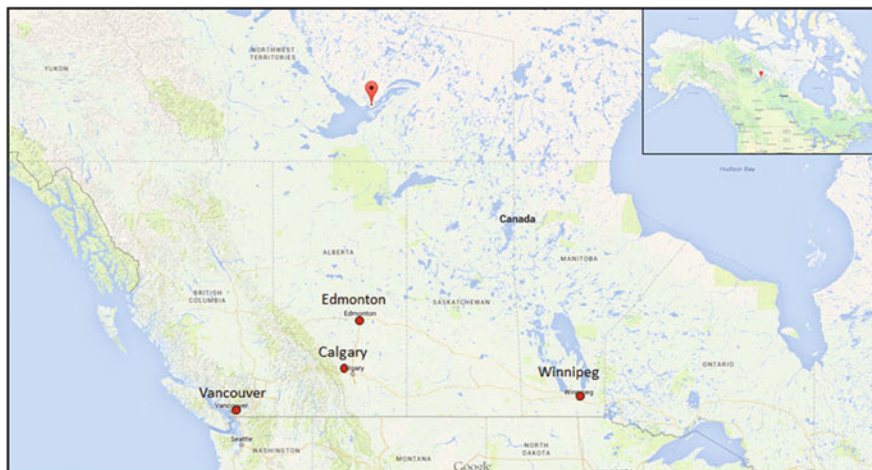 NORTHWEST
TERRITORIES
YUKON
Hudson Bay
Canada
ALBERTA
MANITOBA
BRITISH
COLUMBIA
Edmonton
Edmonton
SASKATCHEWAN
Calgary
gary
Winnipeg
ONTARIO
Vancouver
Vancouver
Seattle
WASHINGTON
MONTANA
NORTH
DAKOTA
Google